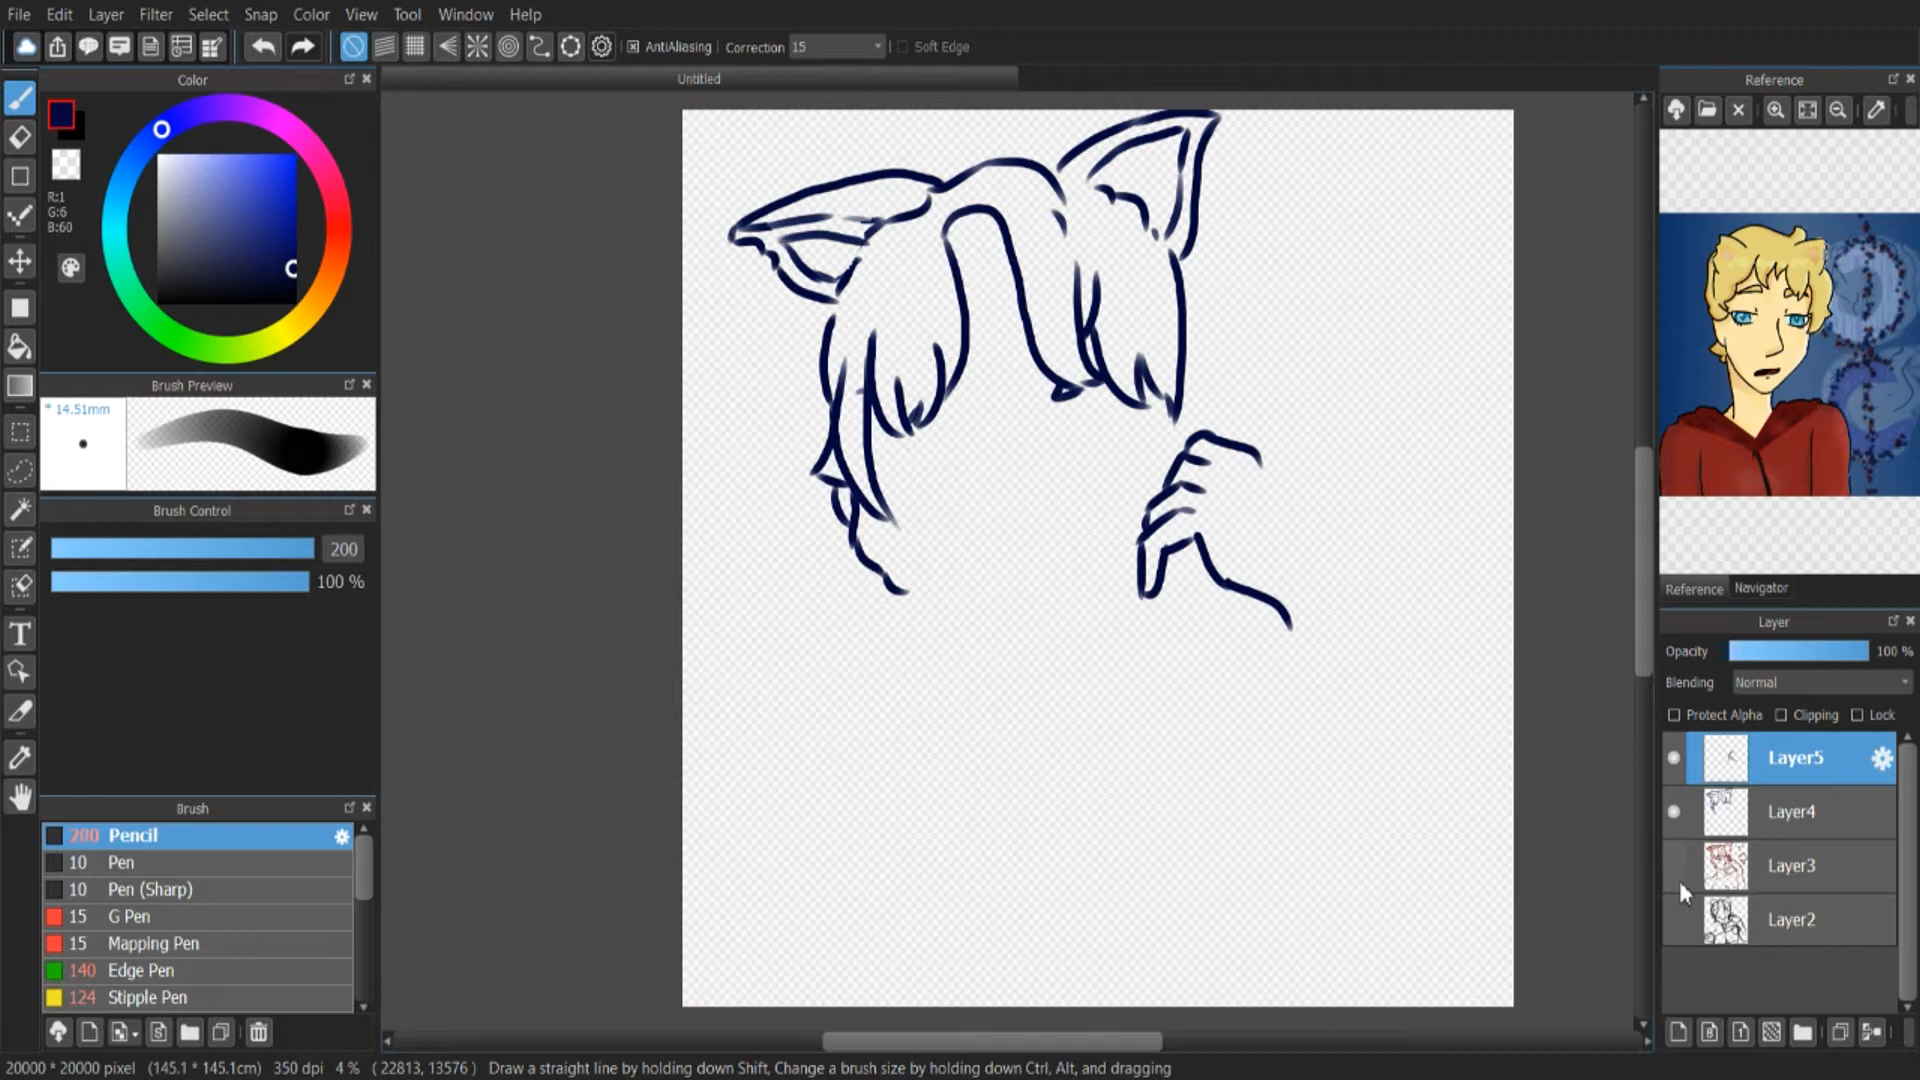 File Edit Layer Filter Select Snap Color View Tool Window Help
AntiAliasing Correction 15 Soft Edge
Color
Untitled
Reference
R:1
G:6
B:60
Brush Preview
* 14.51mm
Brush Control
200
100 %
Reference Navigator
Layer
Opacity 100 %
Blending Normal
Protect Alpha Clipping Lock
Layer5
Layer4
Layer3
Layer2
Brush
200 Pencil
10 Pen
10 Pen (Sharp)
15 G Pen
15 Mapping Pen
140 Edge Pen
124 Stipple Pen
20000 * 20000 pixel (145.1 * 145.1cm) 350 dpi 4 % ( 22813, 13576 ) Draw a straight line by holding down Shift, Change a brush size by holding down Ctrl, Alt, and dragging